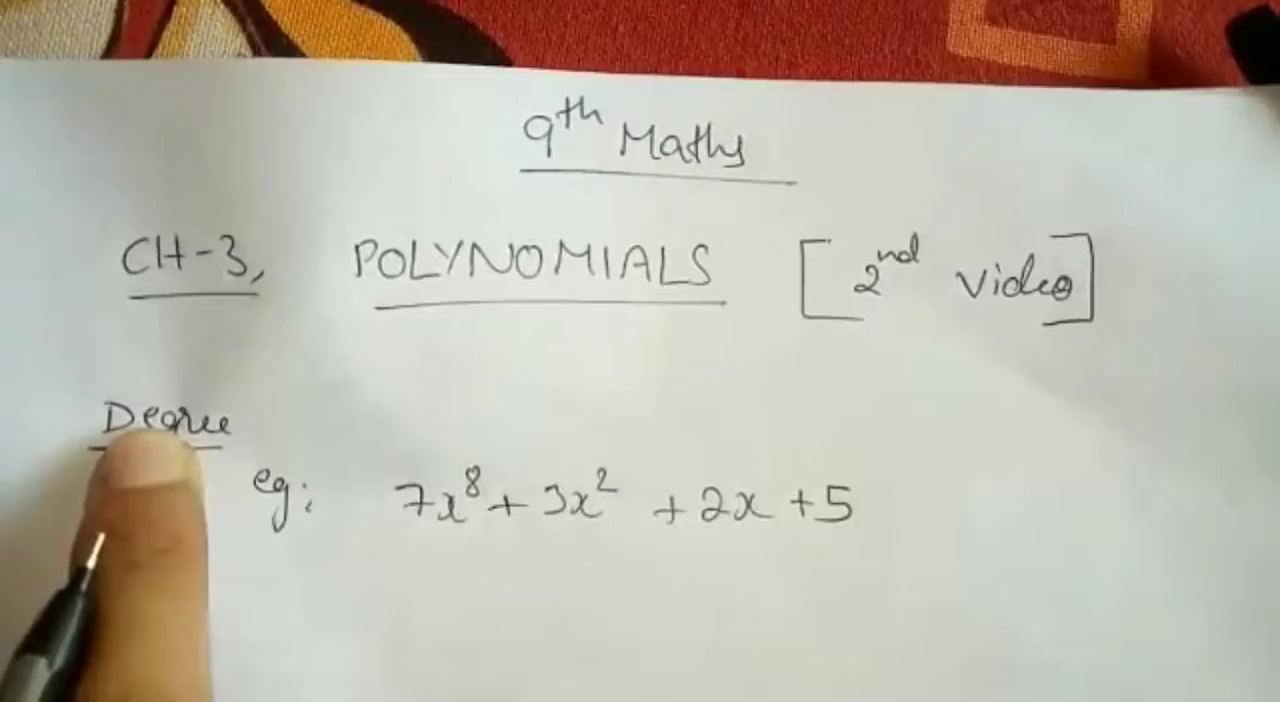 9th Maths
CH-3, POLYNOMIALS [2nd video]
Degree
eg: 7x⁸ + 3x² + 2x + 5